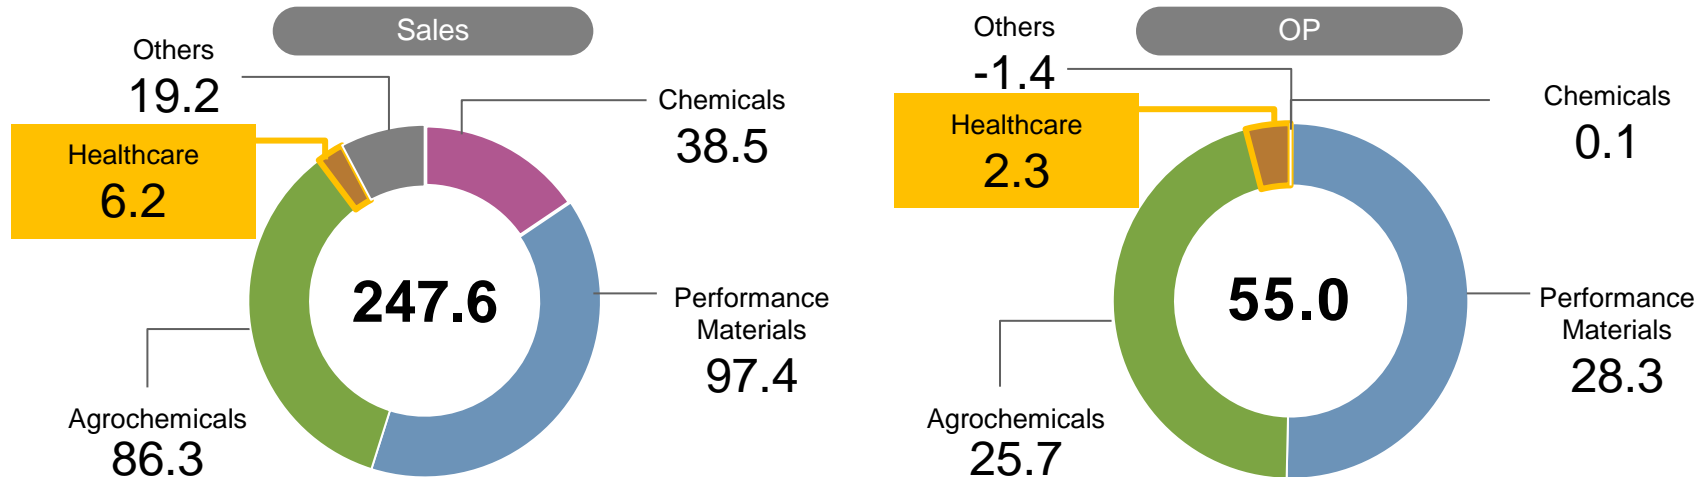 Sales
Others
19.2
Healthcare
6.2
Chemicals
38.5
247.6
Performance
Materials
97.4
Agrochemicals
86.3
OP
Others
-1.4
Healthcare
2.3
Chemicals
0.1
55.0
Performance
Materials
28.3
Agrochemicals
25.7